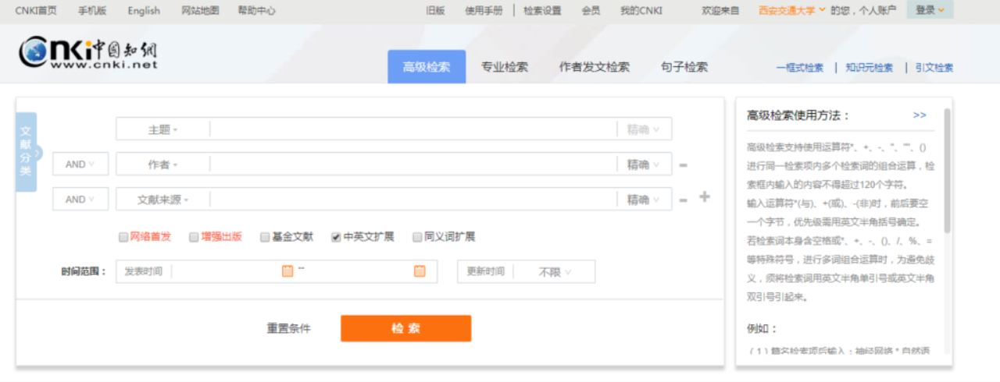 CNKI首页 手机版 English 网站地图 帮助中心 旧版 使用手册 检索设置 会员 我的CNKI 欢迎来自 西安交通大学 的您，个人账户 登录
Cnki中国知網
www.cnki.net
高级检索 专业检索 作者发文检索 句子检索 一框式检索 | 知识元检索 | 引文检索
文献分类
主题 精确
AND 作者 精确 -
AND 文献来源 精确 - +
网络首发 增强出版 基金文献 中英文扩展 同义词扩展
时间范围： 发表时间 -- 更新时间 不限
重置条件 检索
高级检索使用方法： >>
高级检索支持使用运算符*、+、-、''、""、()
进行同一检索项内多个检索词的组合运算，检
索框内输入的内容不得超过120个字符。
输入运算符*(与)、+(或)、-(非)时，前后要空
一个字节，优先级需用英文半角括号确定。
若检索词本身含空格或*、+、-、()、/、%、=
等特殊符号，进行多词组合运算时，为避免歧
义，须将检索词用英文半角单引号或英文半角
双引号引起来。
例如：
（1）篇名检索项后输入：神经网络 * 自然语